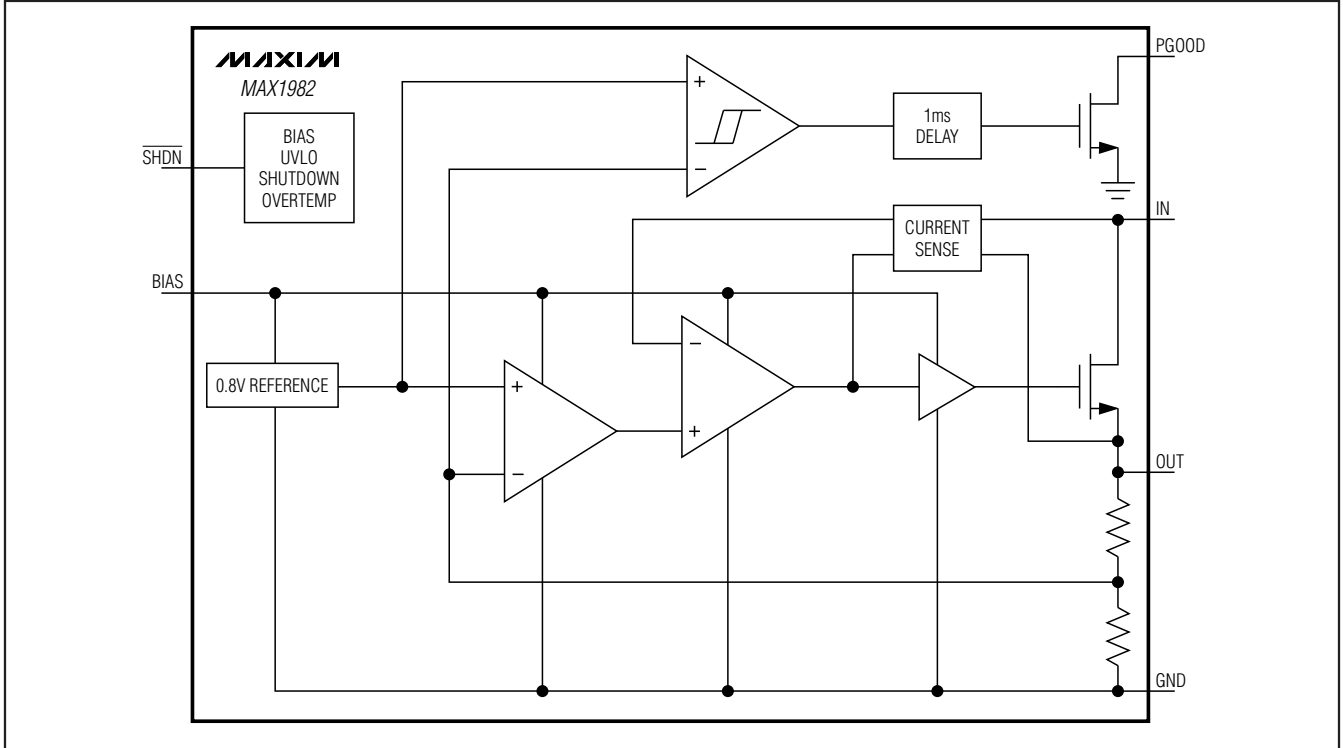 MAXIM
MAX1982
PGOOD
+
1ms
DELAY
BIAS
UVLO
SHUTDOWN
OVERTEMP
SHDN
−
IN
CURRENT
SENSE
BIAS
−
0.8V REFERENCE
+
+
−
OUT
GND